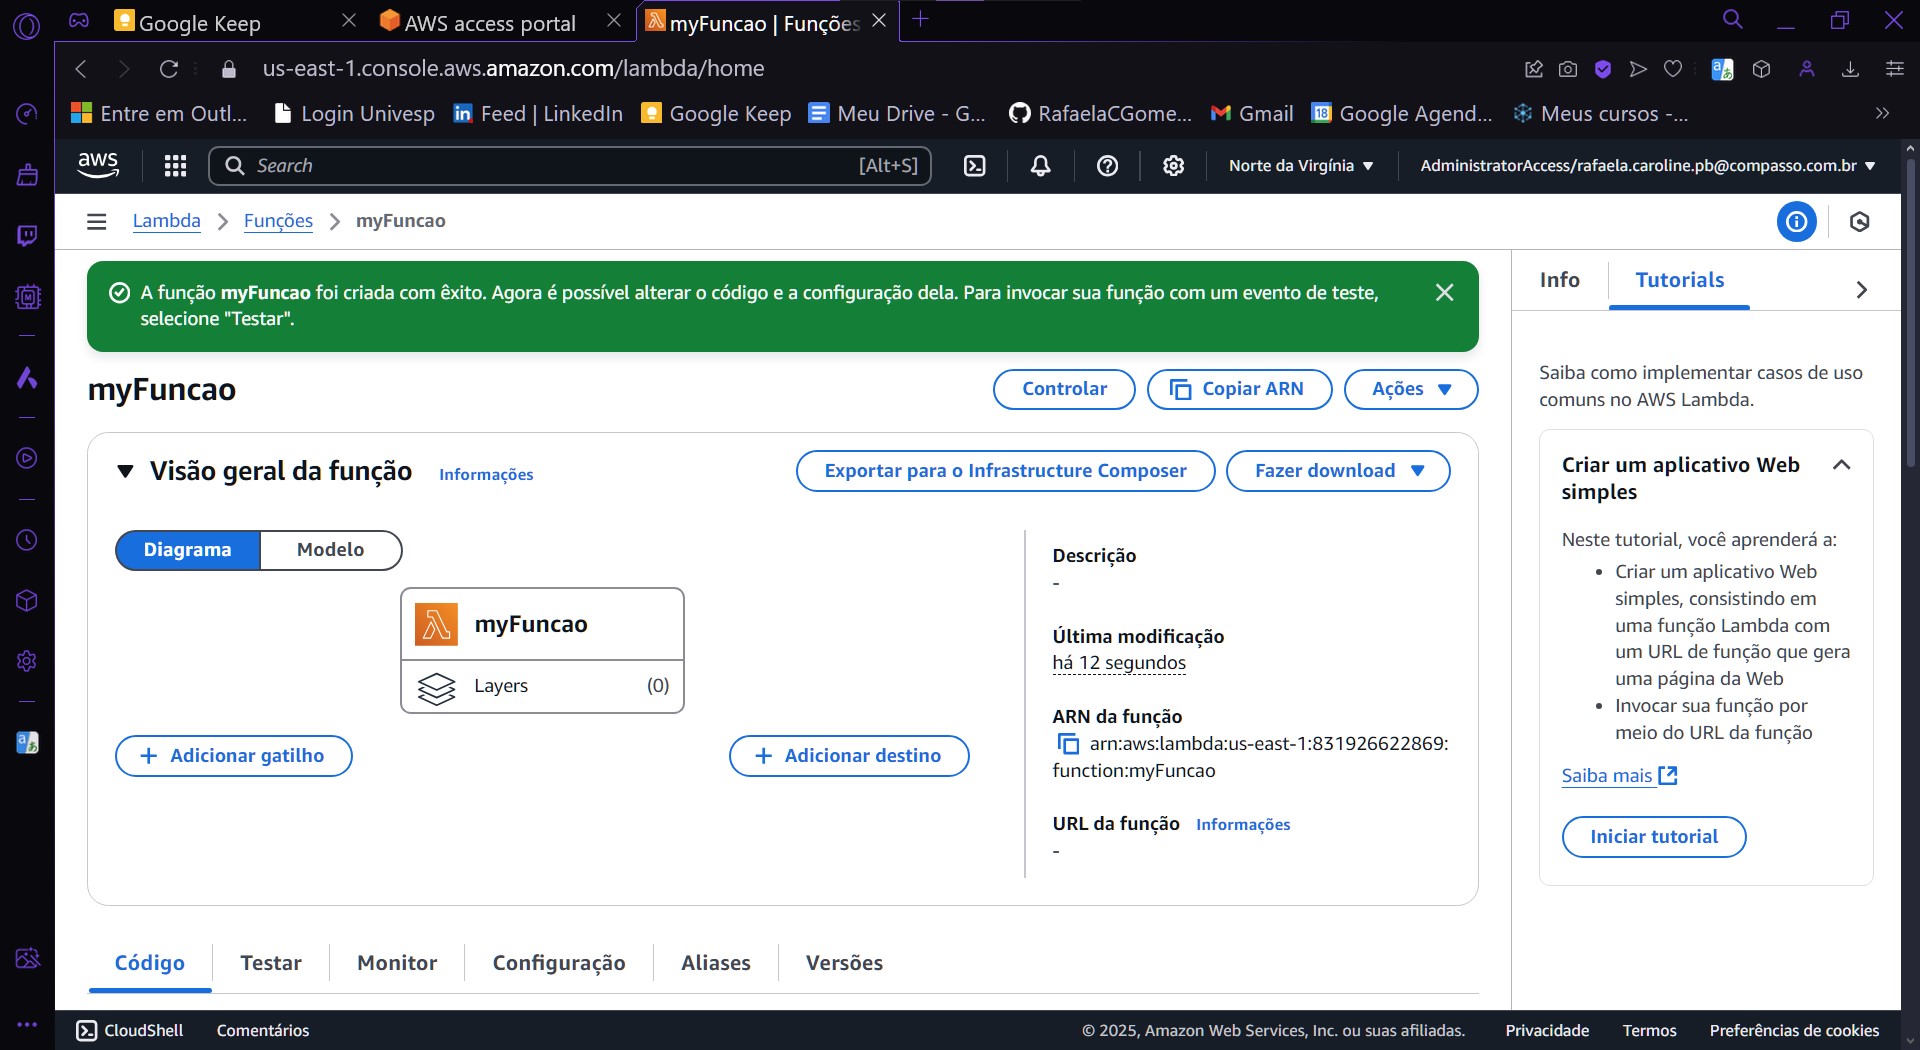 Google Keep
AWS access portal
myFuncao | Funções
us-east-1.console.aws.amazon.com/lambda/home
Entre em Outl...
Login Univesp
Feed | LinkedIn
Google Keep
Meu Drive - G...
RafaelaCGome...
Gmail
18
Google Agend...
Meus cursos -...
aws
Search
[Alt+S]
Norte da Virgínia
AdministratorAccess/rafaela.caroline.pb@compasso.com.br
Lambda
Funções
myFuncao
A função myFuncao foi criada com êxito. Agora é possível alterar o código e a configuração dela. Para invocar sua função com um evento de teste,
selecione "Testar".
myFuncao
Controlar
Copiar ARN
Ações
Visão geral da função
Informações
Exportar para o Infrastructure Composer
Fazer download
Diagrama
Modelo
myFuncao
Layers
(0)
+ Adicionar gatilho
+ Adicionar destino
Descrição
-
Última modificação
há 12 segundos
ARN da função
arn:aws:lambda:us-east-1:831926622869:
function:myFuncao
URL da função
Informações
-
Código
Testar
Monitor
Configuração
Aliases
Versões
Info
Tutorials
Saiba como implementar casos de uso
comuns no AWS Lambda.
Criar um aplicativo Web
simples
Neste tutorial, você aprenderá a:
• Criar um aplicativo Web
simples, consistindo em
uma função Lambda com
um URL de função que gera
uma página da Web
• Invocar sua função por
meio do URL da função
Saiba mais
Iniciar tutorial
CloudShell
Comentários
© 2025, Amazon Web Services, Inc. ou suas afiliadas.
Privacidade
Termos
Preferências de cookies